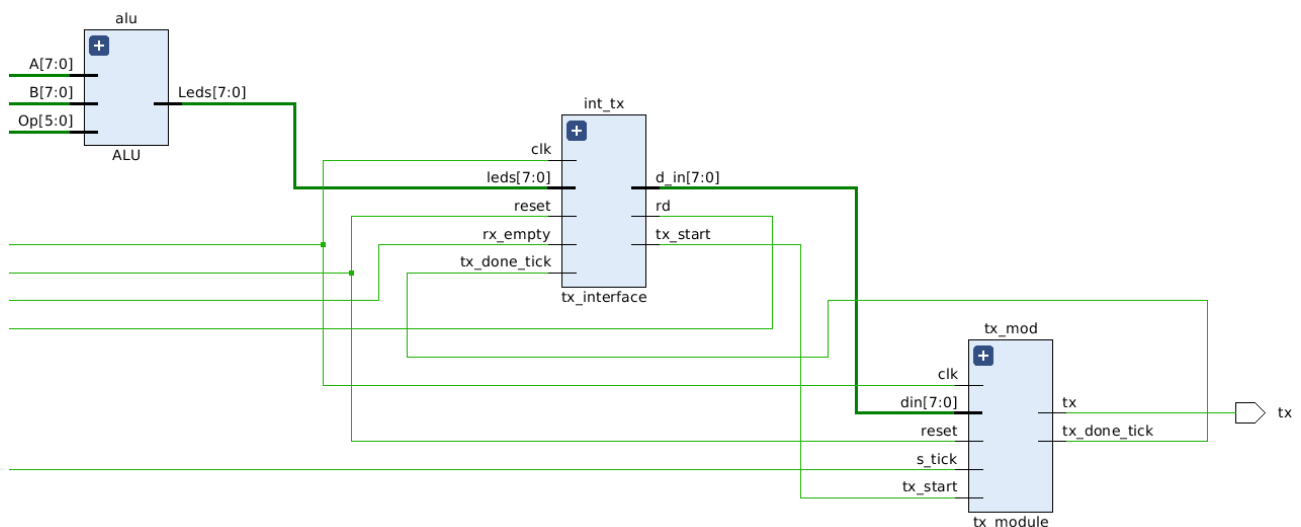 alu
A[7:0]
B[7:0]
Op[5:0]
Leds[7:0]
ALU
int_tx
clk
leds[7:0]
reset
rx_empty
tx_done_tick
d_in[7:0]
rd
tx_start
tx_interface
tx_mod
clk
din[7:0]
reset
s_tick
tx_start
tx
tx_done_tick
tx_module
tx